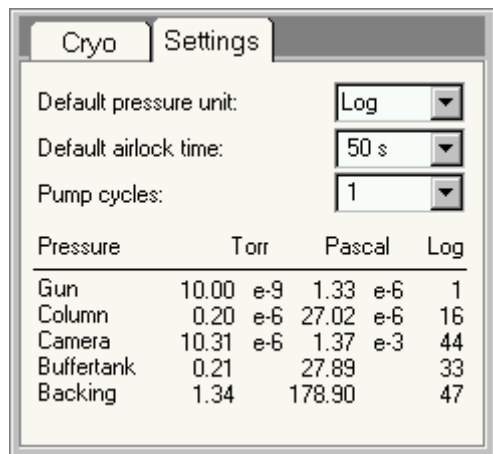 Cryo Settings
Default pressure unit: Log
Default airlock time: 50 s
Pump cycles: 1
Pressure Torr Pascal Log
Gun 10.00 e-9 1.33 e-6 1
Column 0.20 e-6 27.02 e-6 16
Camera 10.31 e-6 1.37 e-3 44
Buffertank 0.21 27.89 33
Backing 1.34 178.90 47